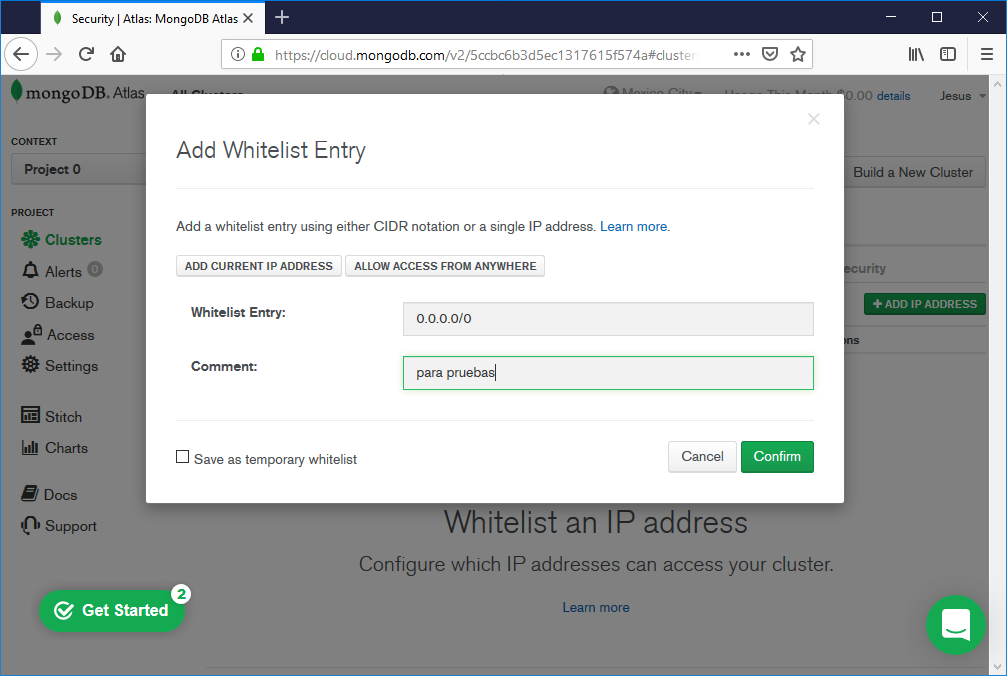 Security | Atlas: MongoDB Atlas
https://cloud.mongodb.com/v2/5ccbc6b3d5ec1317615f574a#cluster
mongoDB. Atlas
All Clusters
Mexico City
Usage This Month $0.00 details
Jesus
CONTEXT
Project 0
Build a New Cluster
PROJECT
Clusters
Alerts 0
Backup
Access
Settings
Stitch
Charts
Docs
Support
ecurity
ADD IP ADDRESS
ons
Add Whitelist Entry
Add a whitelist entry using either CIDR notation or a single IP address. Learn more.
ADD CURRENT IP ADDRESS
ALLOW ACCESS FROM ANYWHERE
Whitelist Entry:
0.0.0.0/0
Comment:
para pruebas
Save as temporary whitelist
Cancel
Confirm
Whitelist an IP address
Configure which IP addresses can access your cluster.
Learn more
Get Started
2